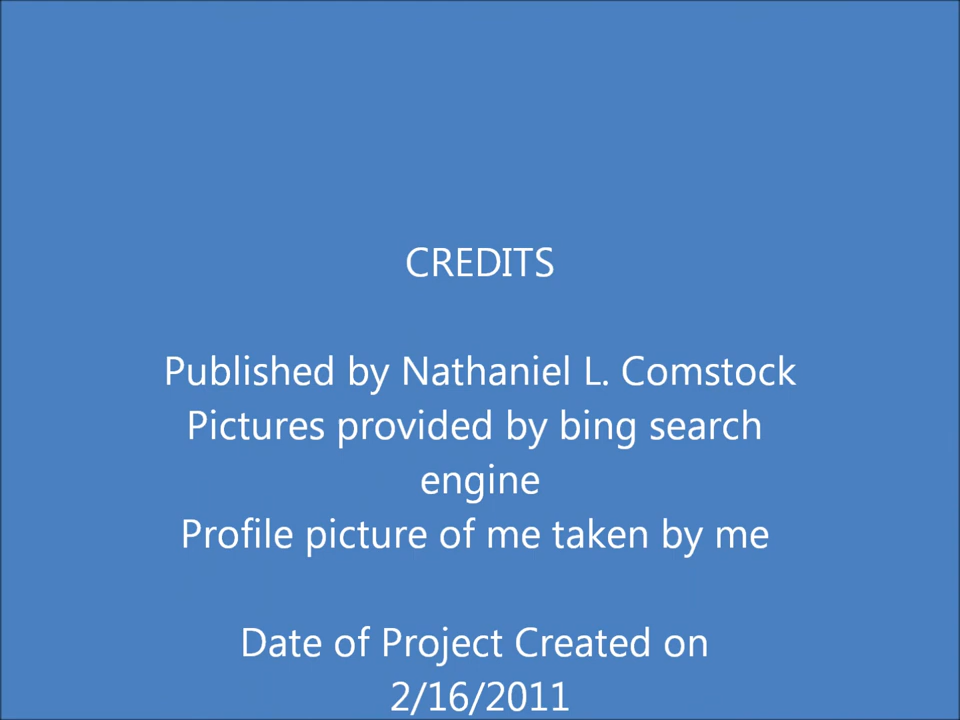 CREDITS
Published by Nathaniel L. Comstock
Pictures provided by bing search
engine
Profile picture of me taken by me
Date of Project Created on
2/16/2011